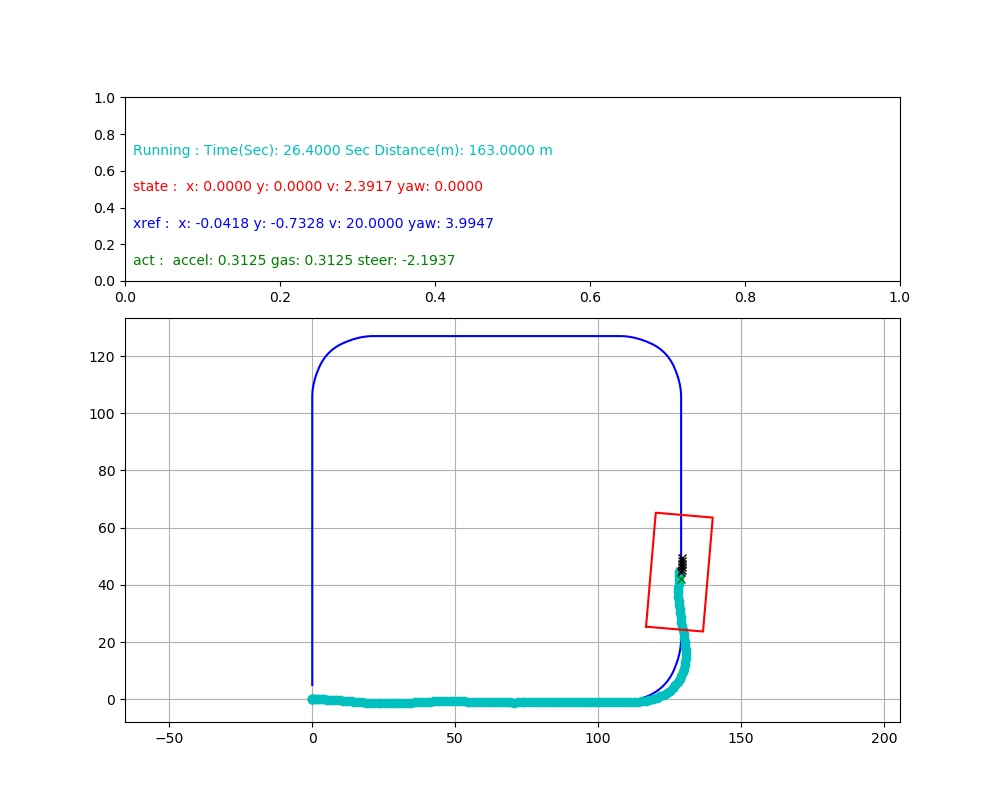 1.0
0.8
Running : Time(Sec): 26.4000 Sec Distance(m): 163.0000 m
0.6
state :  x: 0.0000 y: 0.0000 v: 2.3917 yaw: 0.0000
0.4
xref :  x: -0.0418 y: -0.7328 v: 20.0000 yaw: 3.9947
0.2
act :  accel: 0.3125 gas: 0.3125 steer: -2.1937
0.0
0.0 0.2 0.4 0.6 0.8 1.0
120
100
80
60
40
20
0
−50 0 50 100 150 200